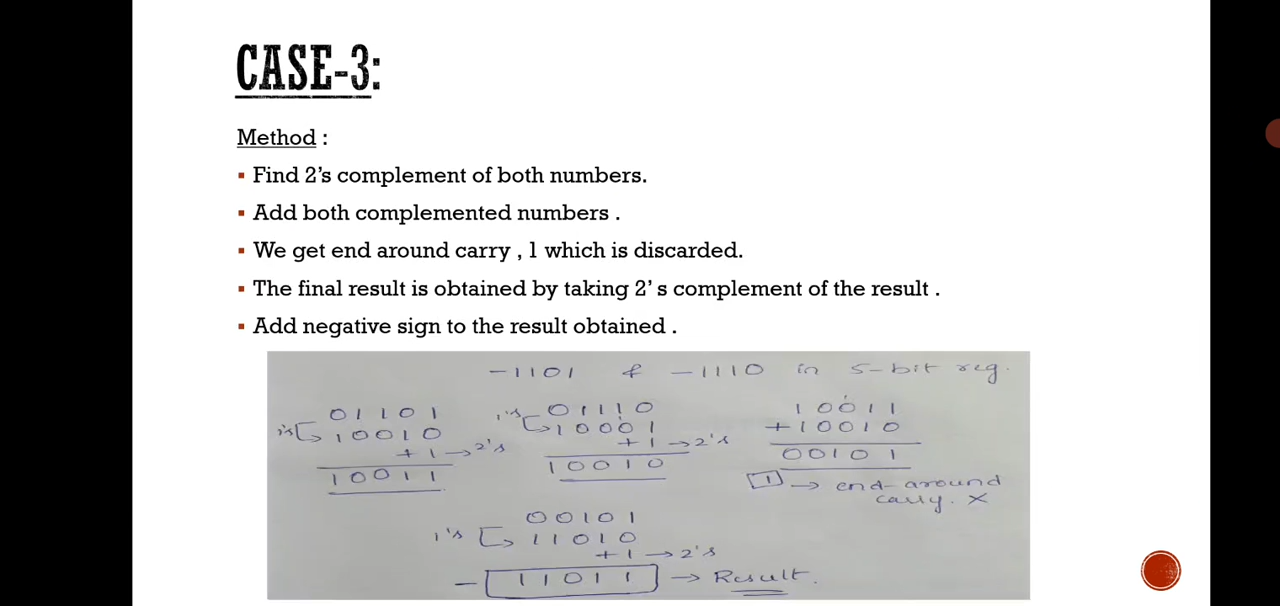 CASE-3:
Method :
▪ Find 2's complement of both numbers.
▪ Add both complemented numbers .
▪ We get end around carry , 1 which is discarded.
▪ The final result is obtained by taking 2' s complement of the result .
▪ Add negative sign to the result obtained .
-1101 & -1110 in 5-bit reg.
01101
1's → 10010
+ 1 → 2's
10011
01110
1's → 10001
+ 1 → 2's
10010
10011
+10010
00101
1 → end-around
carry. ×
00101
1's → 11010
+ 1 → 2's
- 11011 → Result.